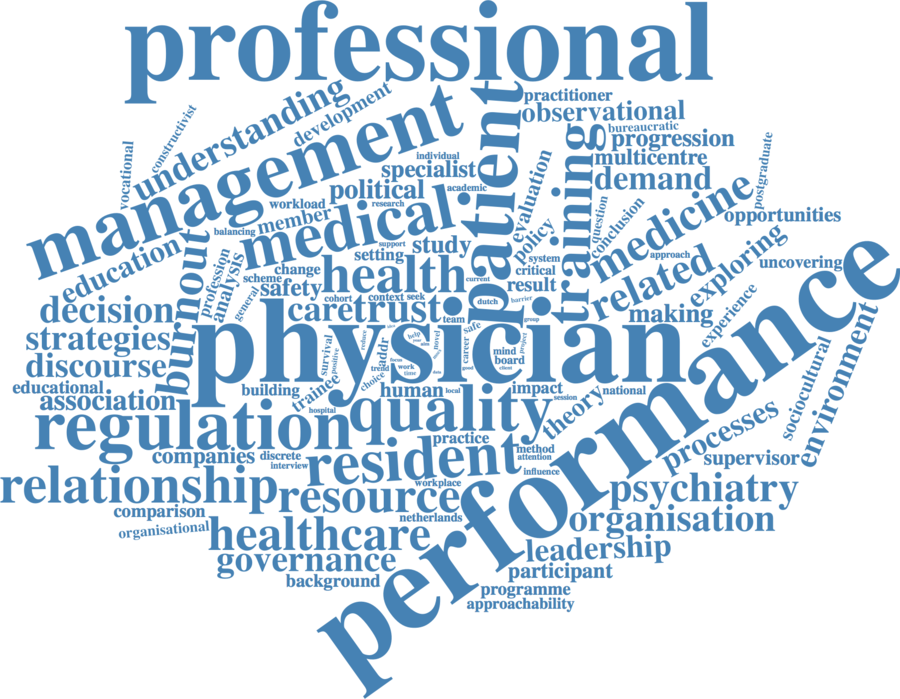 professional
practitioner
observational
bureaucratic
progression
multicentre
demand
understanding
development
constructivist
vocational
management
patient
training
individual
specialist
political
academic
research
workload
member
balancing
medical
evaluation
policy
question
conclusion
postgraduate
medicine
opportunities
education
burnout
profession
analysis
support
study
setting
system
critical
result
approach
related
exploring
uncovering
scheme
change
general
safety
health
current
decision
cohort
context
seek
care
trust
team
dutch
barrier
group
making
experience
performance
strategies
physician
survival
positive
reduce
addr
help
novel
career
safe
project
discourse
trend
focus
work
time
data
good
mind
board
client
educational
association
building
trainee
choice
human
local
impact
session
national
theory
sociocultural
environment
regulation
hospital
quality
processes
companies
discrete
interview
practice
method
attention
influence
supervisor
resident
workplace
relationship
resource
psychiatry
comparison
netherlands
organisation
organisational
healthcare
governance
leadership
background
participant
programme
approachability